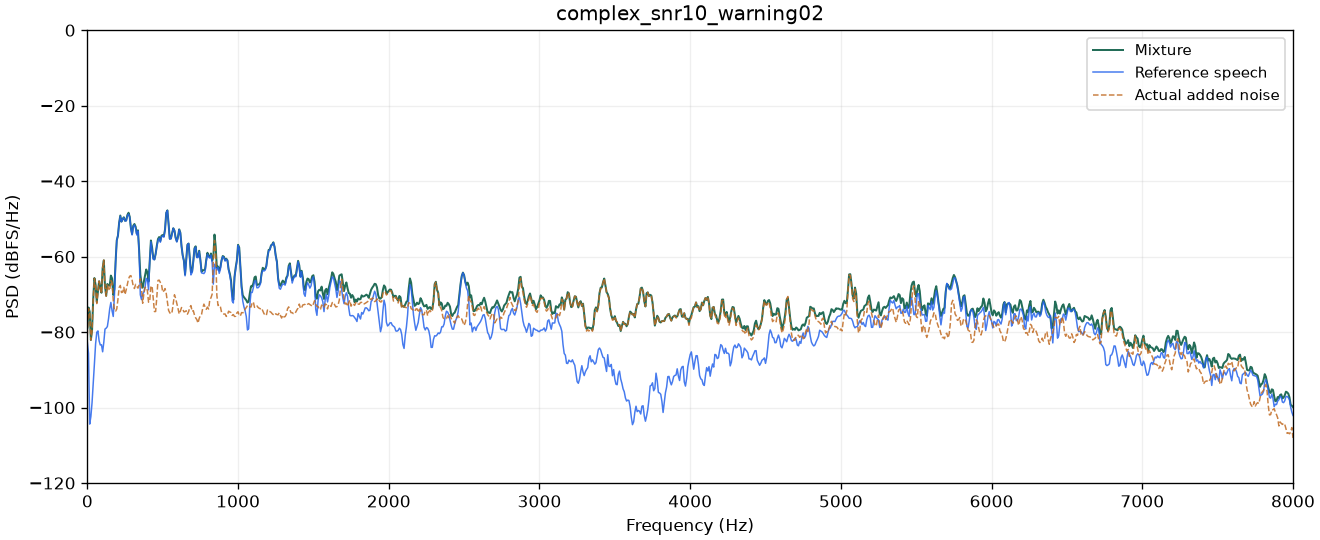 complex_snr10_warning02
Mixture
Reference speech
Actual added noise
PSD (dBFS/Hz)
0
−20
−40
−60
−80
−100
−120
0 1000 2000 3000 4000 5000 6000 7000 8000
Frequency (Hz)